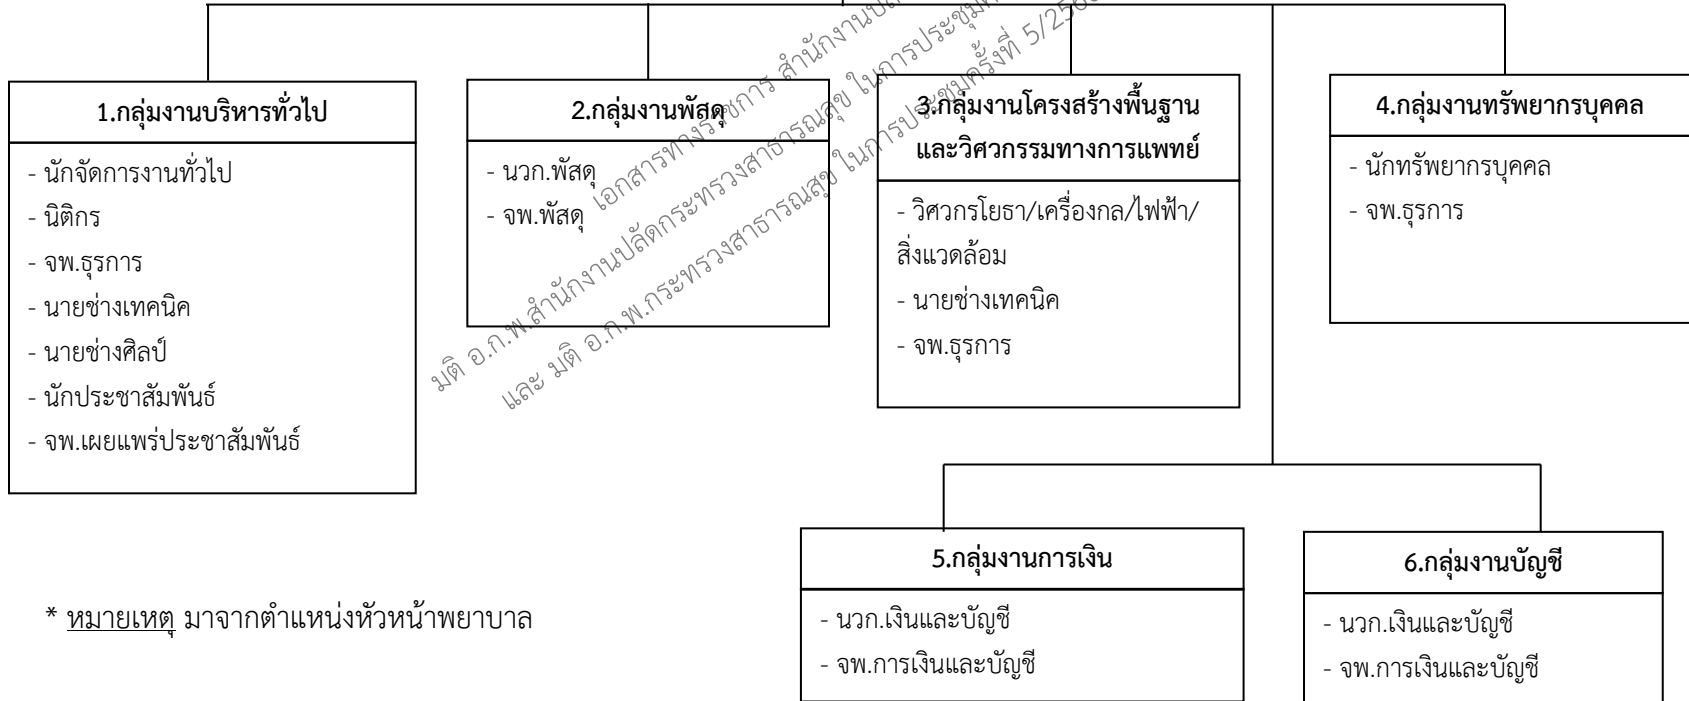 1.กลุ่มงานบริหารทั่วไป
- นักจัดการงานทั่วไป
- นิติกร
- จพ.ธุรการ
- นายช่างเทคนิค
- นายช่างศิลป์
- นักประชาสัมพันธ์
- จพ.เผยแพร่ประชาสัมพันธ์
2.กลุ่มงานพัสดุ
- นวก.พัสดุ
- จพ.พัสดุ
3.กลุ่มงานโครงสร้างพื้นฐาน
และวิศวกรรมทางการแพทย์
- วิศวกรโยธา/เครื่องกล/ไฟฟ้า/
สิ่งแวดล้อม
- นายช่างเทคนิค
- จพ.ธุรการ
4.กลุ่มงานทรัพยากรบุคคล
- นักทรัพยากรบุคคล
- จพ.ธุรการ
5.กลุ่มงานการเงิน
- นวก.เงินและบัญชี
- จพ.การเงินและบัญชี
6.กลุ่มงานบัญชี
- นวก.เงินและบัญชี
- จพ.การเงินและบัญชี
* หมายเหตุ มาจากตำแหน่งหัวหน้าพยาบาล
เอกสารทางราชการ สำนักงานปลัด
มติ อ.ก.พ.สำนักงานปลัดกระทรวงสาธารณสุข ในการประชุม
และ มติ อ.ก.พ.กระทรวงสาธารณสุข ในการประชุมครั้งที่